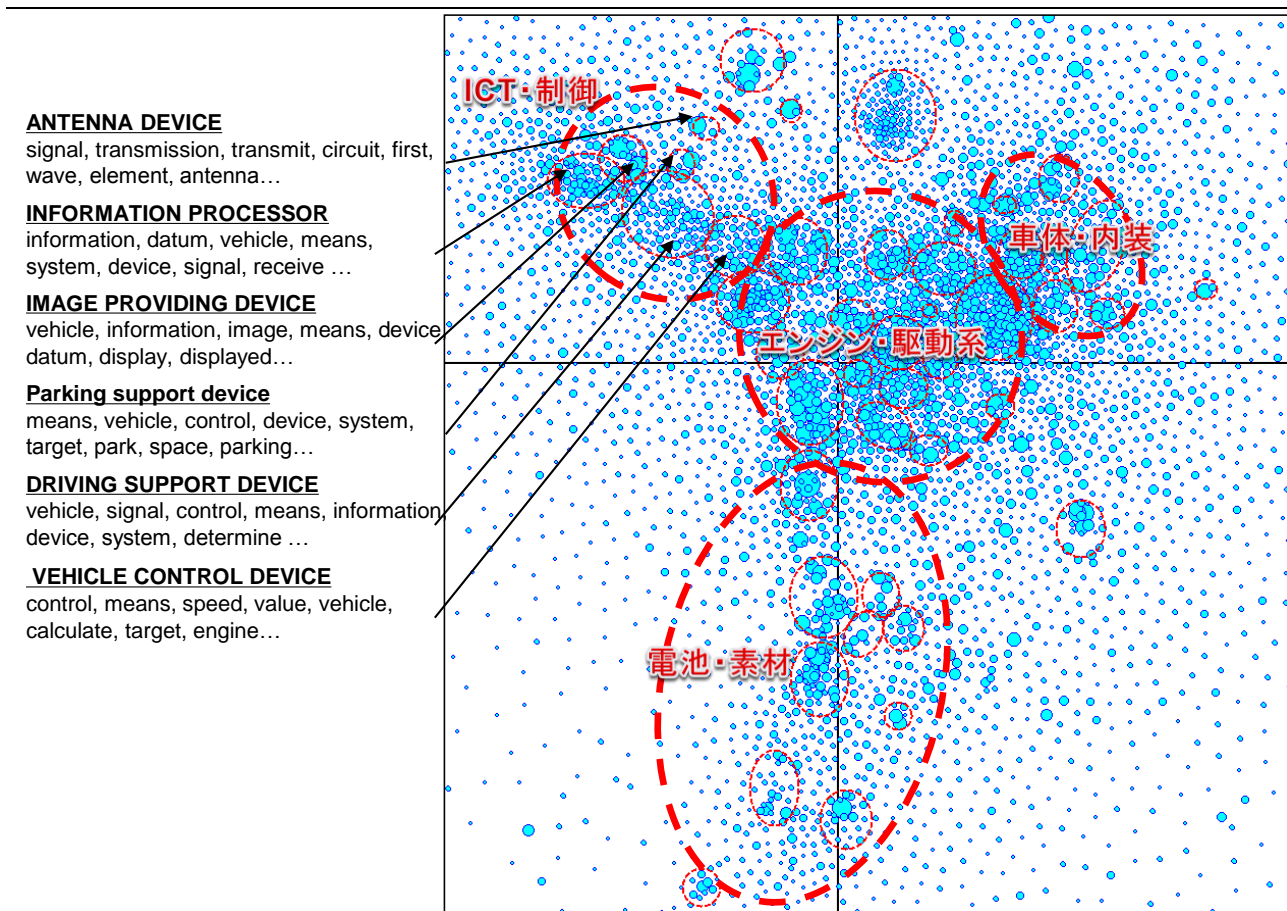 ANTENNA DEVICE
signal, transmission, transmit, circuit, first,
wave, element, antenna…
INFORMATION PROCESSOR
information, datum, vehicle, means,
system, device, signal, receive …
IMAGE PROVIDING DEVICE
vehicle, information, image, means, device
datum, display, displayed…
Parking support device
means, vehicle, control, device, system,
target, park, space, parking…
DRIVING SUPPORT DEVICE
vehicle, signal, control, means, information
device, system, determine …
VEHICLE CONTROL DEVICE
control, means, speed, value, vehicle,
calculate, target, engine…
ICT・制御
車体・内装
エンジン・駆動系
電池・素材